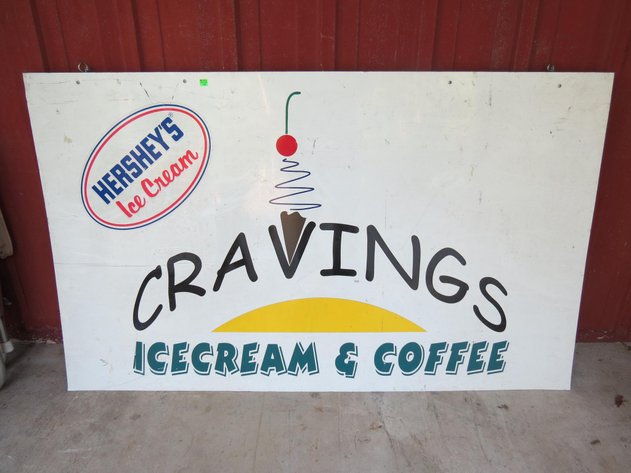 HERSHEY'S®
Ice Cream
CRAVINGS
ICECREAM & COFFEE